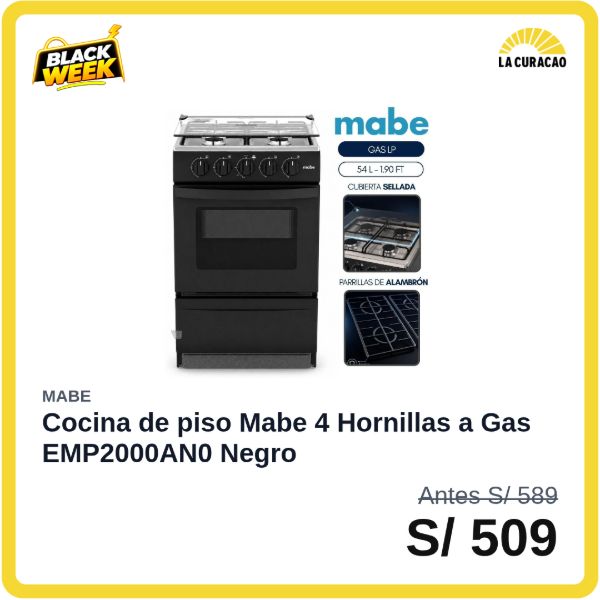 BLACK
WEEK
LA CURACAO
mabe
GAS LP
54 L - 1.90 FT
CUBIERTA SELLADA
mabe
PARRILLAS DE ALAMBRÓN
MABE
Cocina de piso Mabe 4 Hornillas a Gas
EMP2000AN0 Negro
Antes S/ 589
S/ 509